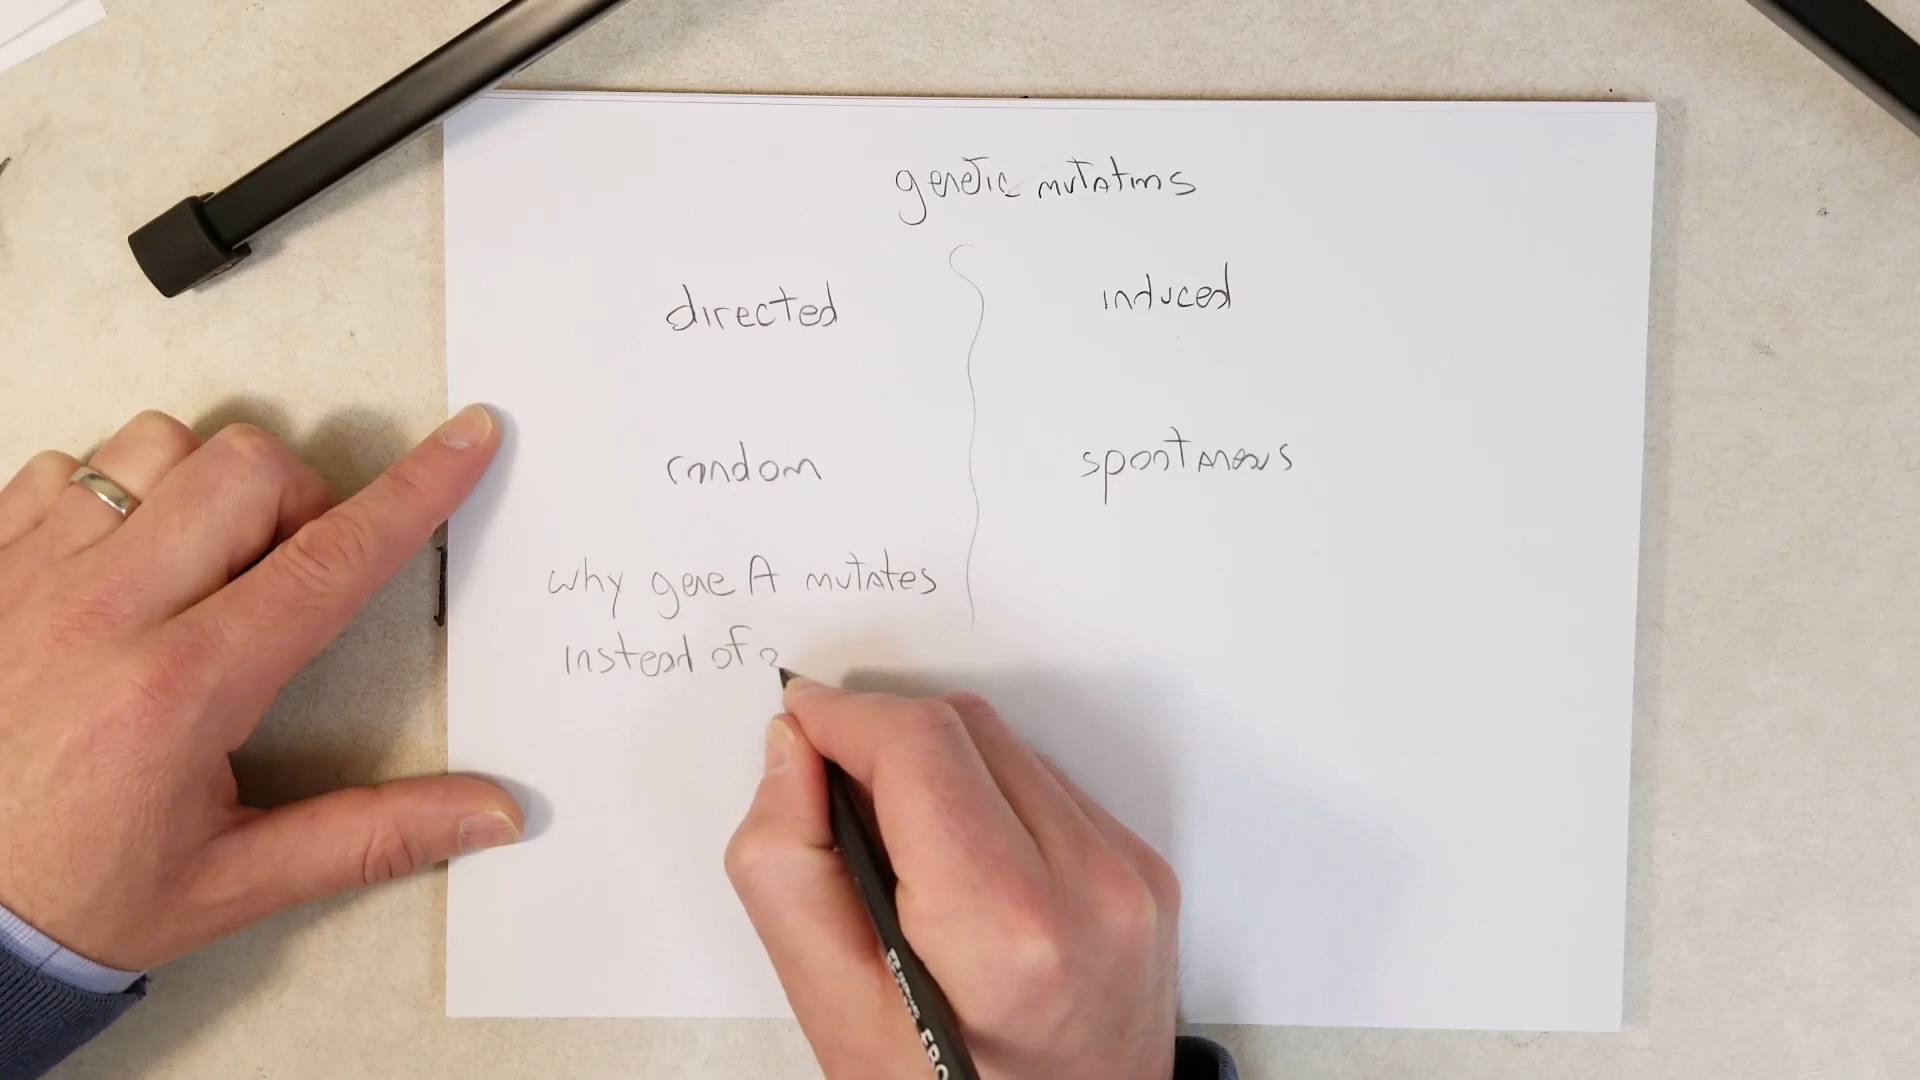 genetic mutations
directed
induced
random
spontaneous
why gene A mutates
instead of a